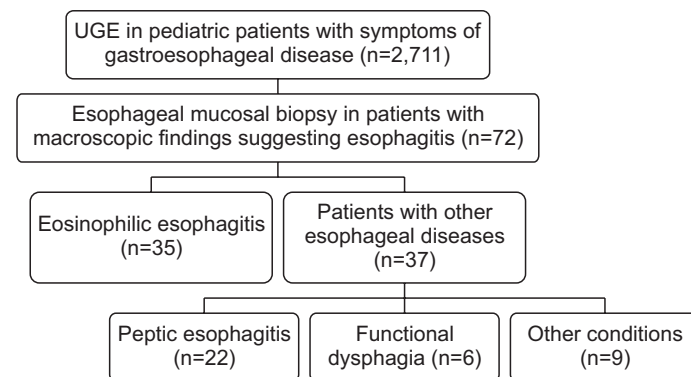 UGE in pediatric patients with symptoms of
gastroesophageal disease (n=2,711)
Esophageal mucosal biopsy in patients with
macroscopic findings suggesting esophagitis (n=72)
Eosinophilic esophagitis
(n=35)
Patients with other
esophageal diseases
(n=37)
Peptic esophagitis
(n=22)
Functional
dysphagia (n=6)
Other conditions
(n=9)